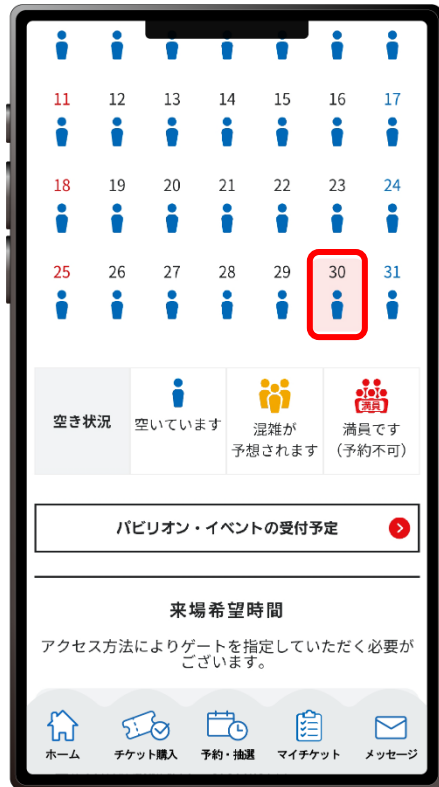 11 12 13 14 15 16 17
18 19 20 21 22 23 24
25 26 27 28 29 30 31
空き状況
空いています
混雑が
予想されます
満員
満員です
（予約不可）
パビリオン・イベントの受付予定
来場希望時間
アクセス方法によりゲートを指定していただく必要が
ございます。
ホーム チケット購入 予約・抽選 マイチケット メッセージ